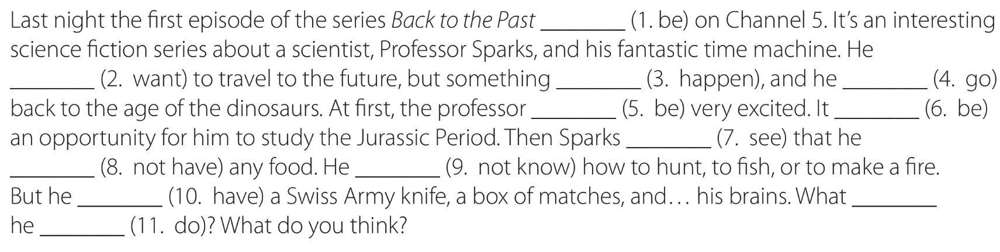 Last night the first episode of the series Back to the Past ________ (1. be) on Channel 5. It's an interesting
science fiction series about a scientist, Professor Sparks, and his fantastic time machine. He
________ (2. want) to travel to the future, but something ________ (3. happen), and he ________ (4. go)
back to the age of the dinosaurs. At first, the professor ________ (5. be) very excited. It ________ (6. be)
an opportunity for him to study the Jurassic Period. Then Sparks ________ (7. see) that he
________ (8. not have) any food. He ________ (9. not know) how to hunt, to fish, or to make a fire.
But he ________ (10. have) a Swiss Army knife, a box of matches, and… his brains. What ________
he ________ (11. do)? What do you think?